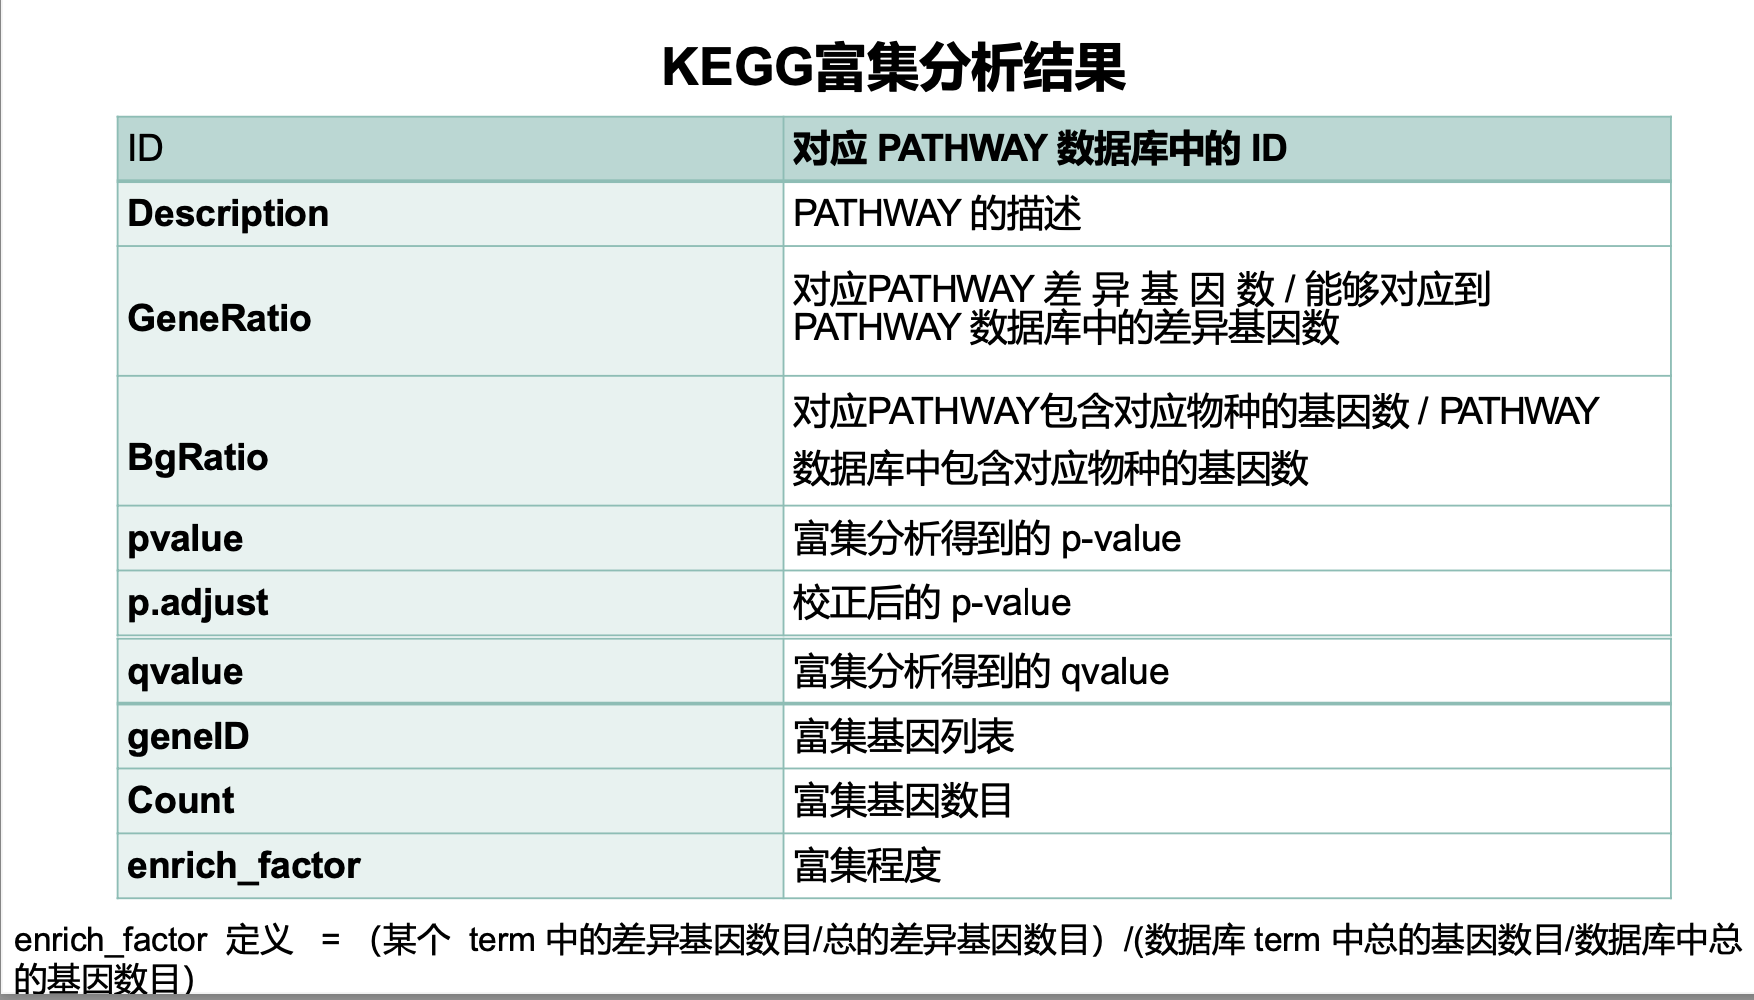 KEGG富集分析结果
ID
对应 PATHWAY 数据库中的 ID
Description
PATHWAY 的描述
GeneRatio
对应PATHWAY 差 异 基 因 数 / 能够对应到
PATHWAY 数据库中的差异基因数
BgRatio
对应PATHWAY包含对应物种的基因数 / PATHWAY
数据库中包含对应物种的基因数
pvalue
富集分析得到的 p-value
p.adjust
校正后的 p-value
qvalue
富集分析得到的 qvalue
geneID
富集基因列表
Count
富集基因数目
enrich_factor
富集程度
enrich_factor 定义 = （某个 term 中的差异基因数目/总的差异基因数目）/(数据库 term 中总的基因数目/数据库中总
的基因数目）